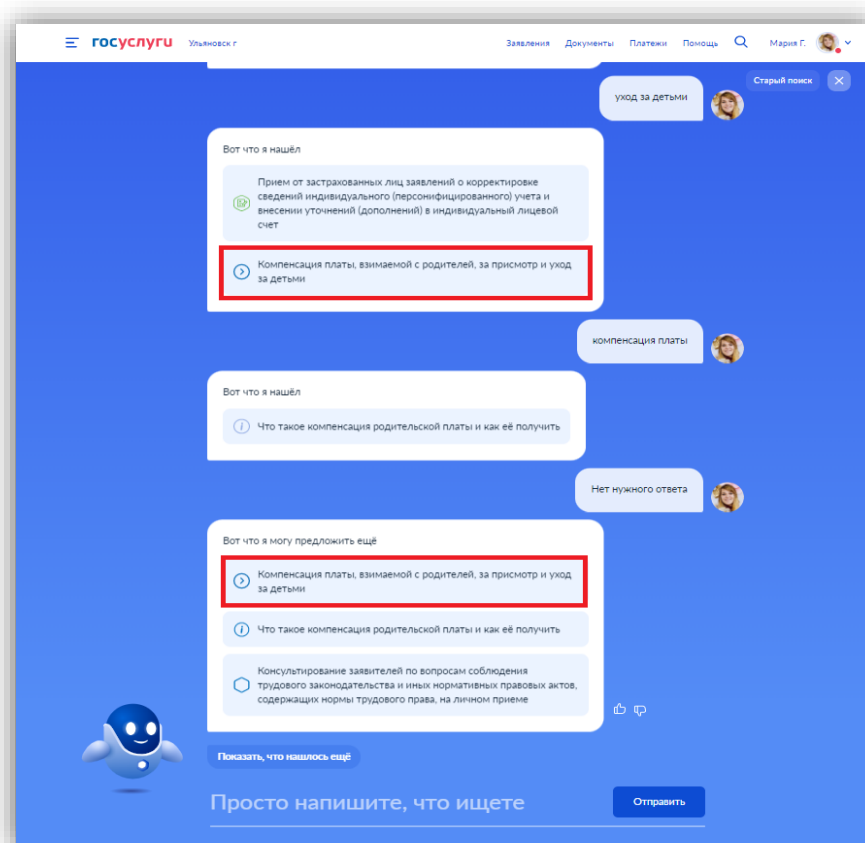 госуслуги Ульяновск г Заявления Документы Платежи Помощь Мария Г.
Старый поиск
уход за детьми
Вот что я нашёл
Прием от застрахованных лиц заявлений о корректировке
сведений индивидуального (персонифицированного) учета и
внесении уточнений (дополнений) в индивидуальный лицевой
счет
Компенсация платы, взимаемой с родителей, за присмотр и уход
за детьми
компенсация платы
Вот что я нашёл
Что такое компенсация родительской платы и как её получить
Нет нужного ответа
Вот что я могу предложить ещё
Компенсация платы, взимаемой с родителей, за присмотр и уход
за детьми
Что такое компенсация родительской платы и как её получить
Консультирование заявителей по вопросам соблюдения
трудового законодательства и иных нормативных правовых актов,
содержащих нормы трудового права, на личном приеме
Показать, что нашлось ещё
Просто напишите, что ищете
Отправить